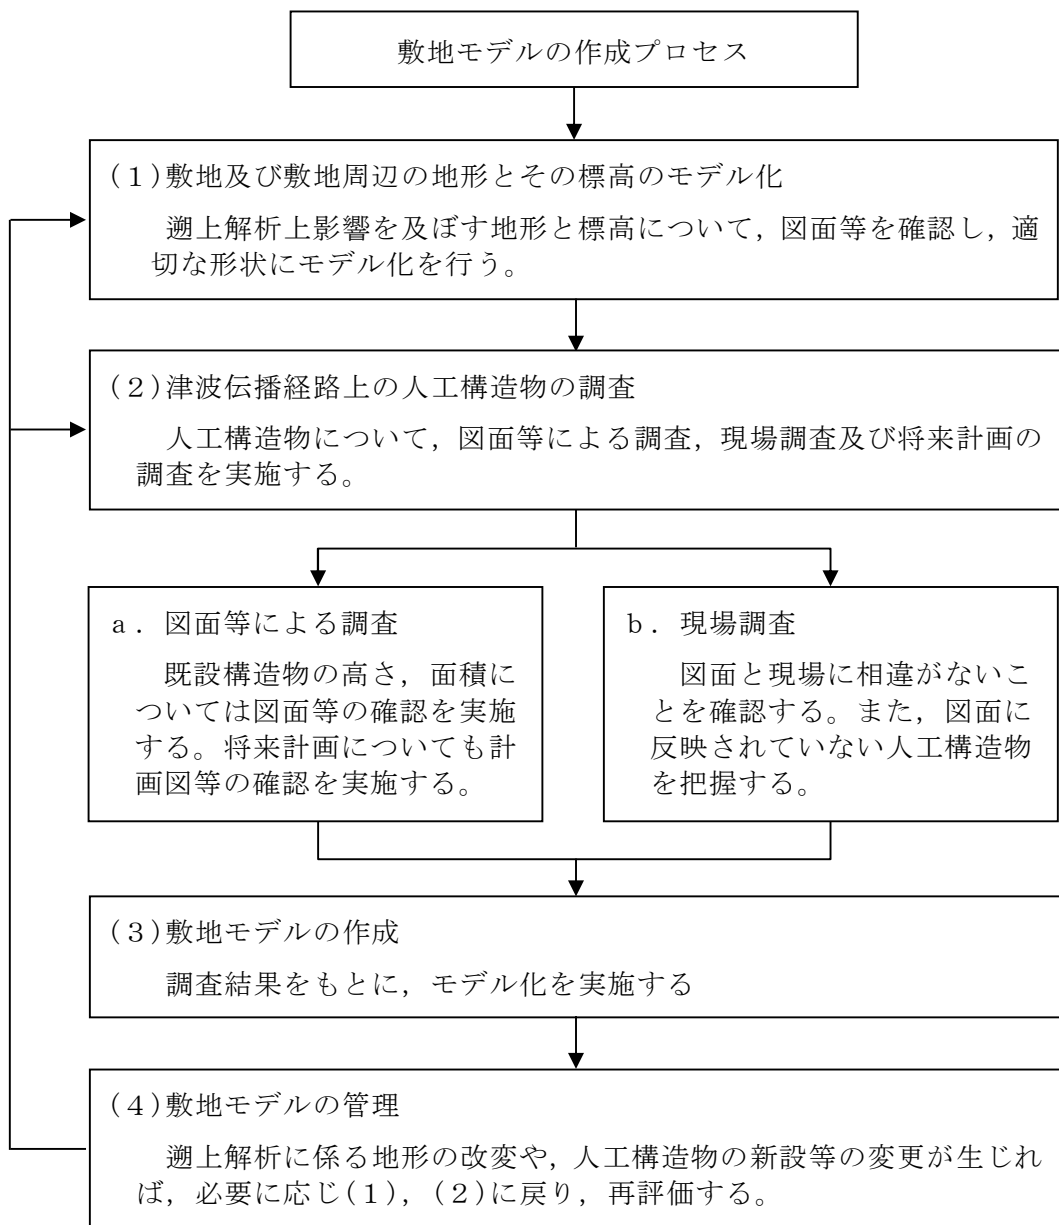 敷地モデルの作成プロセス
(1)敷地及び敷地周辺の地形とその標高のモデル化
遡上解析上影響を及ぼす地形と標高について，図面等を確認し，適
切な形状にモデル化を行う。
(2)津波伝播経路上の人工構造物の調査
人工構造物について，図面等による調査，現場調査及び将来計画の
調査を実施する。
a．図面等による調査
既設構造物の高さ，面積に
ついては図面等の確認を実施
する。将来計画についても計
画図等の確認を実施する。
b．現場調査
図面と現場に相違がないこ
とを確認する。また，図面に
反映されていない人工構造物
を把握する。
(3)敷地モデルの作成
調査結果をもとに，モデル化を実施する
(4)敷地モデルの管理
遡上解析に係る地形の改変や，人工構造物の新設等の変更が生じれ
ば，必要に応じ(1)，(2)に戻り，再評価する。